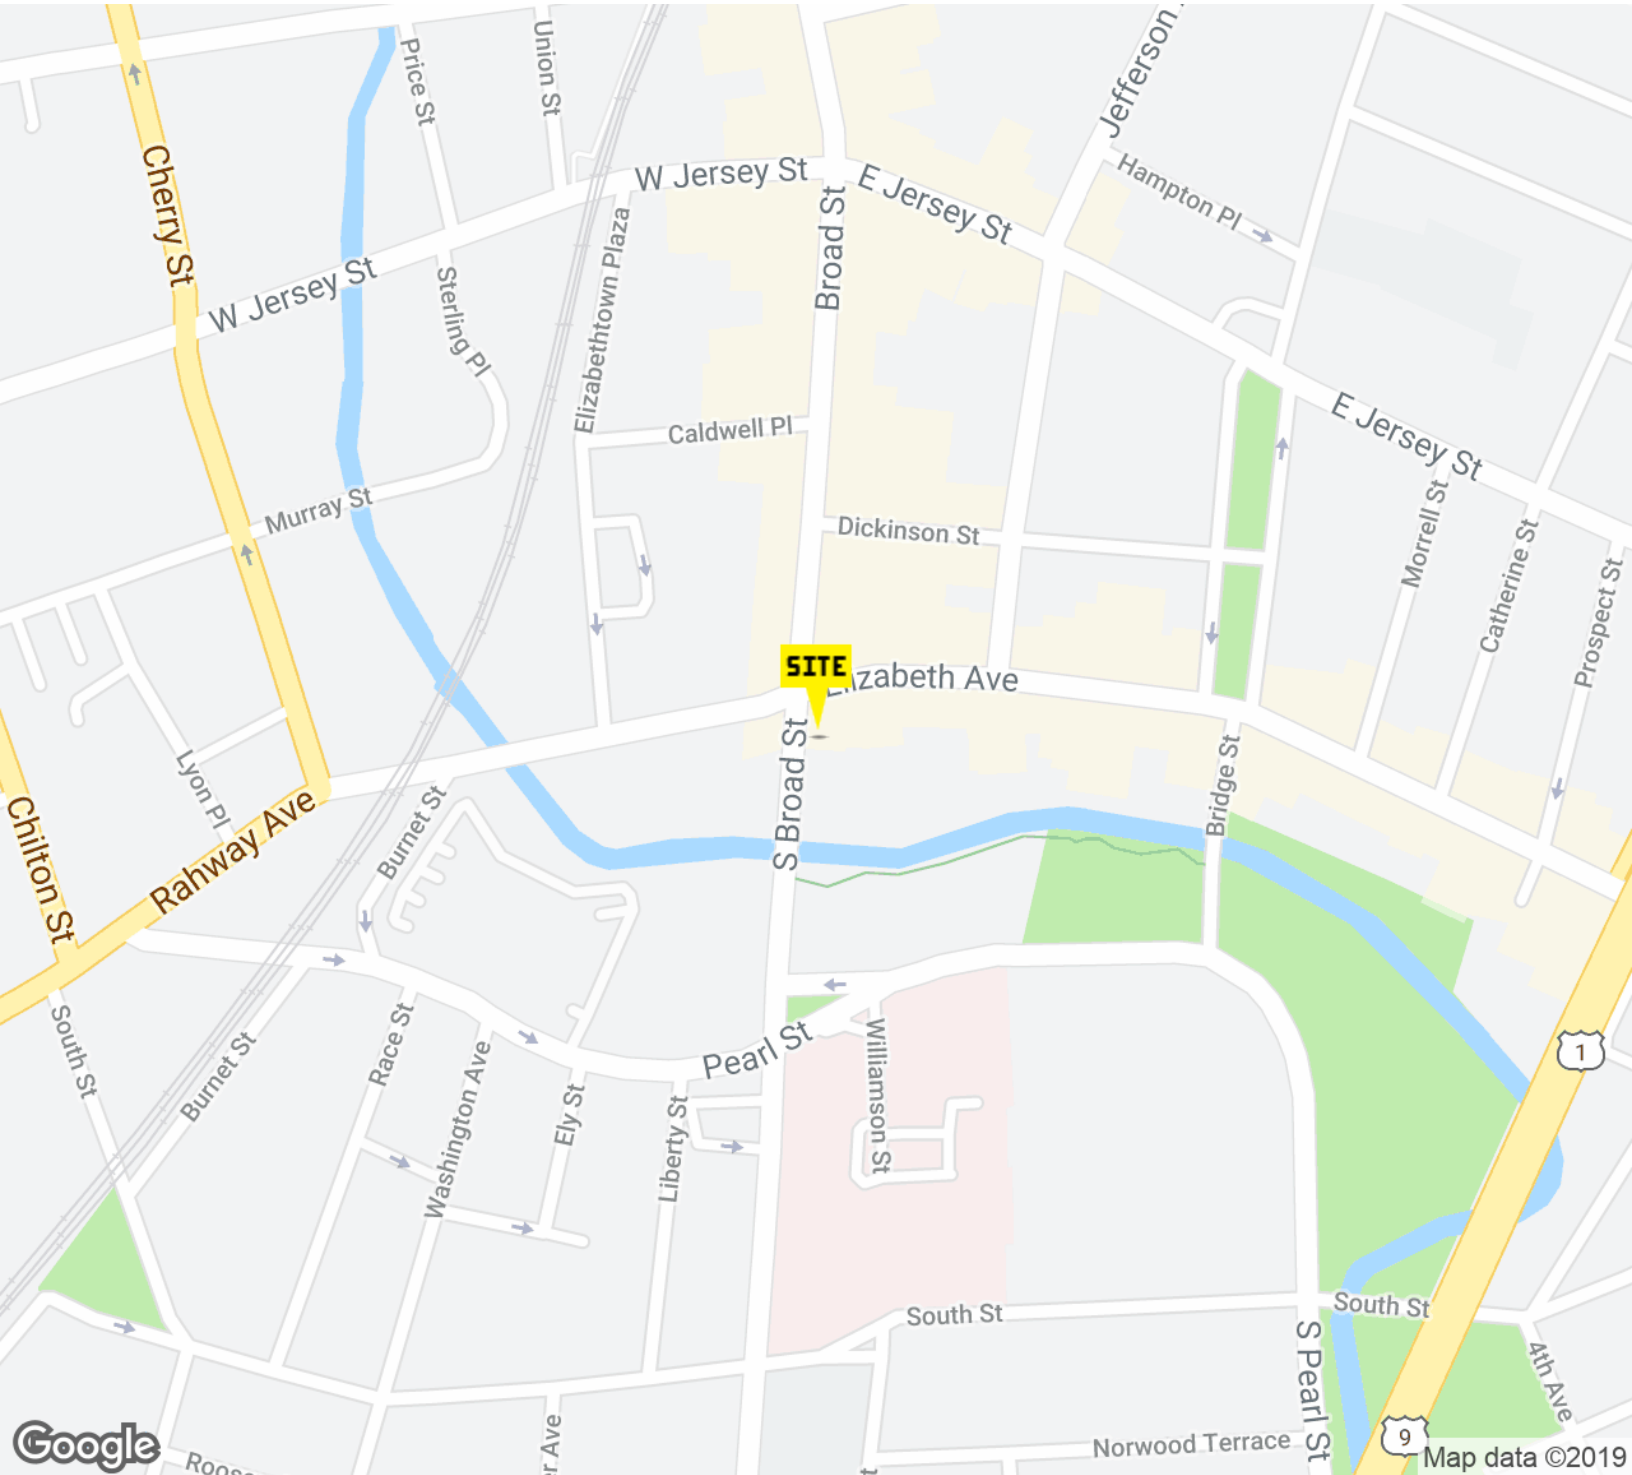 Price St
Union St
Jefferson
Cherry St
W Jersey St
E Jersey St
Hampton Pl
Broad St
Elizabethtown Plaza
W Jersey St
Sterling Pl
Caldwell Pl
E Jersey St
Murray St
Dickinson St
Morrell St
Catherine St
Prospect St
SITE
Elizabeth Ave
S Broad St
Bridge St
Lyon Pl
Burnet St
Chilton St
Rahway Ave
South St
Burnet St
Race St
Washington Ave
Ely St
Liberty St
Pearl St
Williamson St
1
South St
South St
S Pearl St
4th Ave
Norwood Terrace
9
Google
Map data ©2019